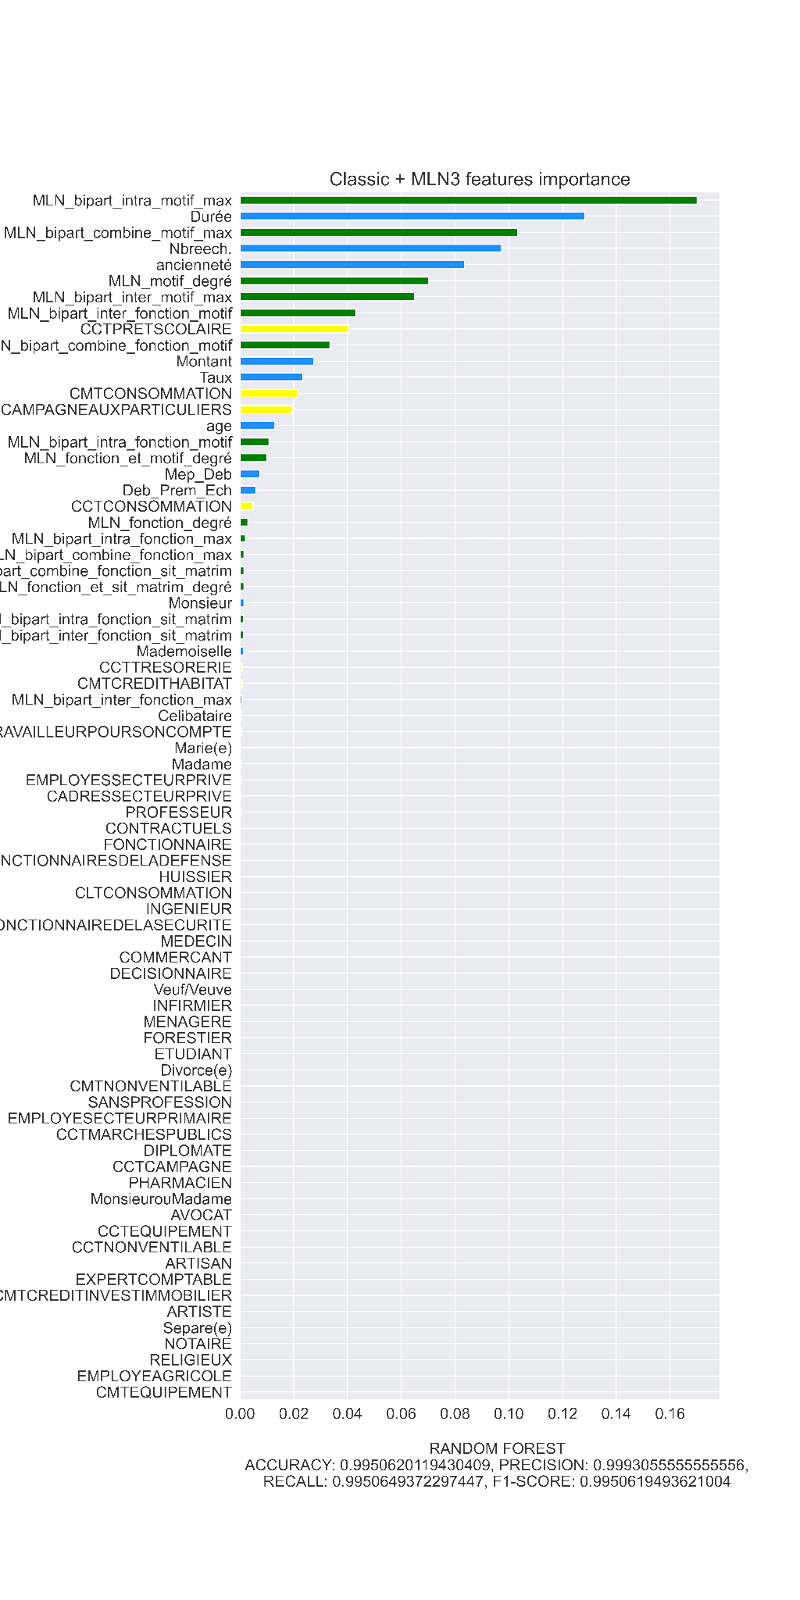 Classic + MLN3 features importance
MLN_bipart_intra_motif_max
Durée
MLN_bipart_combine_motif_max
Nbreech.
ancienneté
MLN_motif_degré
MLN_bipart_inter_motif_max
MLN_bipart_inter_fonction_motif
CCTPRETSCOLAIRE
N_bipart_combine_fonction_motif
Montant
Taux
CMTCONSOMMATION
CAMPAGNEAUXPARTICULIERS
age
MLN_bipart_intra_fonction_motif
MLN_fonction_et_motif_degré
Mep_Deb
Deb_Prem_Ech
CCTCONSOMMATION
MLN_fonction_degré
MLN_bipart_intra_fonction_max
LN_bipart_combine_fonction_max
part_combine_fonction_sit_matrim
LN_fonction_et_sit_matrim_degré
Monsieur
_bipart_intra_fonction_sit_matrim
_bipart_inter_fonction_sit_matrim
Mademoiselle
CCTTRESORERIE
CMTCREDITHABITAT
MLN_bipart_inter_fonction_max
Celibataire
RAVAILLEURPOURSONCOMPTE
Marie(e)
Madame
EMPLOYESSECTEURPRIVE
CADRESSECTEURPRIVE
PROFESSEUR
CONTRACTUELS
FONCTIONNAIRE
NCTIONNAIRESDELADEFENSE
HUISSIER
CLTCONSOMMATION
INGENIEUR
ONCTIONNAIREDELASECURITE
MEDECIN
COMMERCANT
DECISIONNAIRE
Veuf/Veuve
INFIRMIER
MENAGERE
FORESTIER
ETUDIANT
Divorce(e)
CMTNONVENTILABLE
SANSPROFESSION
EMPLOYESECTEURPRIMAIRE
CCTMARCHESPUBLICS
DIPLOMATE
CCTCAMPAGNE
PHARMACIEN
MonsieurouMadame
AVOCAT
CCTEQUIPEMENT
CCTNONVENTILABLE
ARTISAN
EXPERTCOMPTABLE
CMTCREDITINVESTIMMOBILIER
ARTISTE
Separe(e)
NOTAIRE
RELIGIEUX
EMPLOYEAGRICOLE
CMTEQUIPEMENT
0.00 0.02 0.04 0.06 0.08 0.10 0.12 0.14 0.16
RANDOM FOREST
ACCURACY: 0.9950620119430409, PRECISION: 0.9993055555555556,
RECALL: 0.9950649372297447, F1-SCORE: 0.9950619493621004